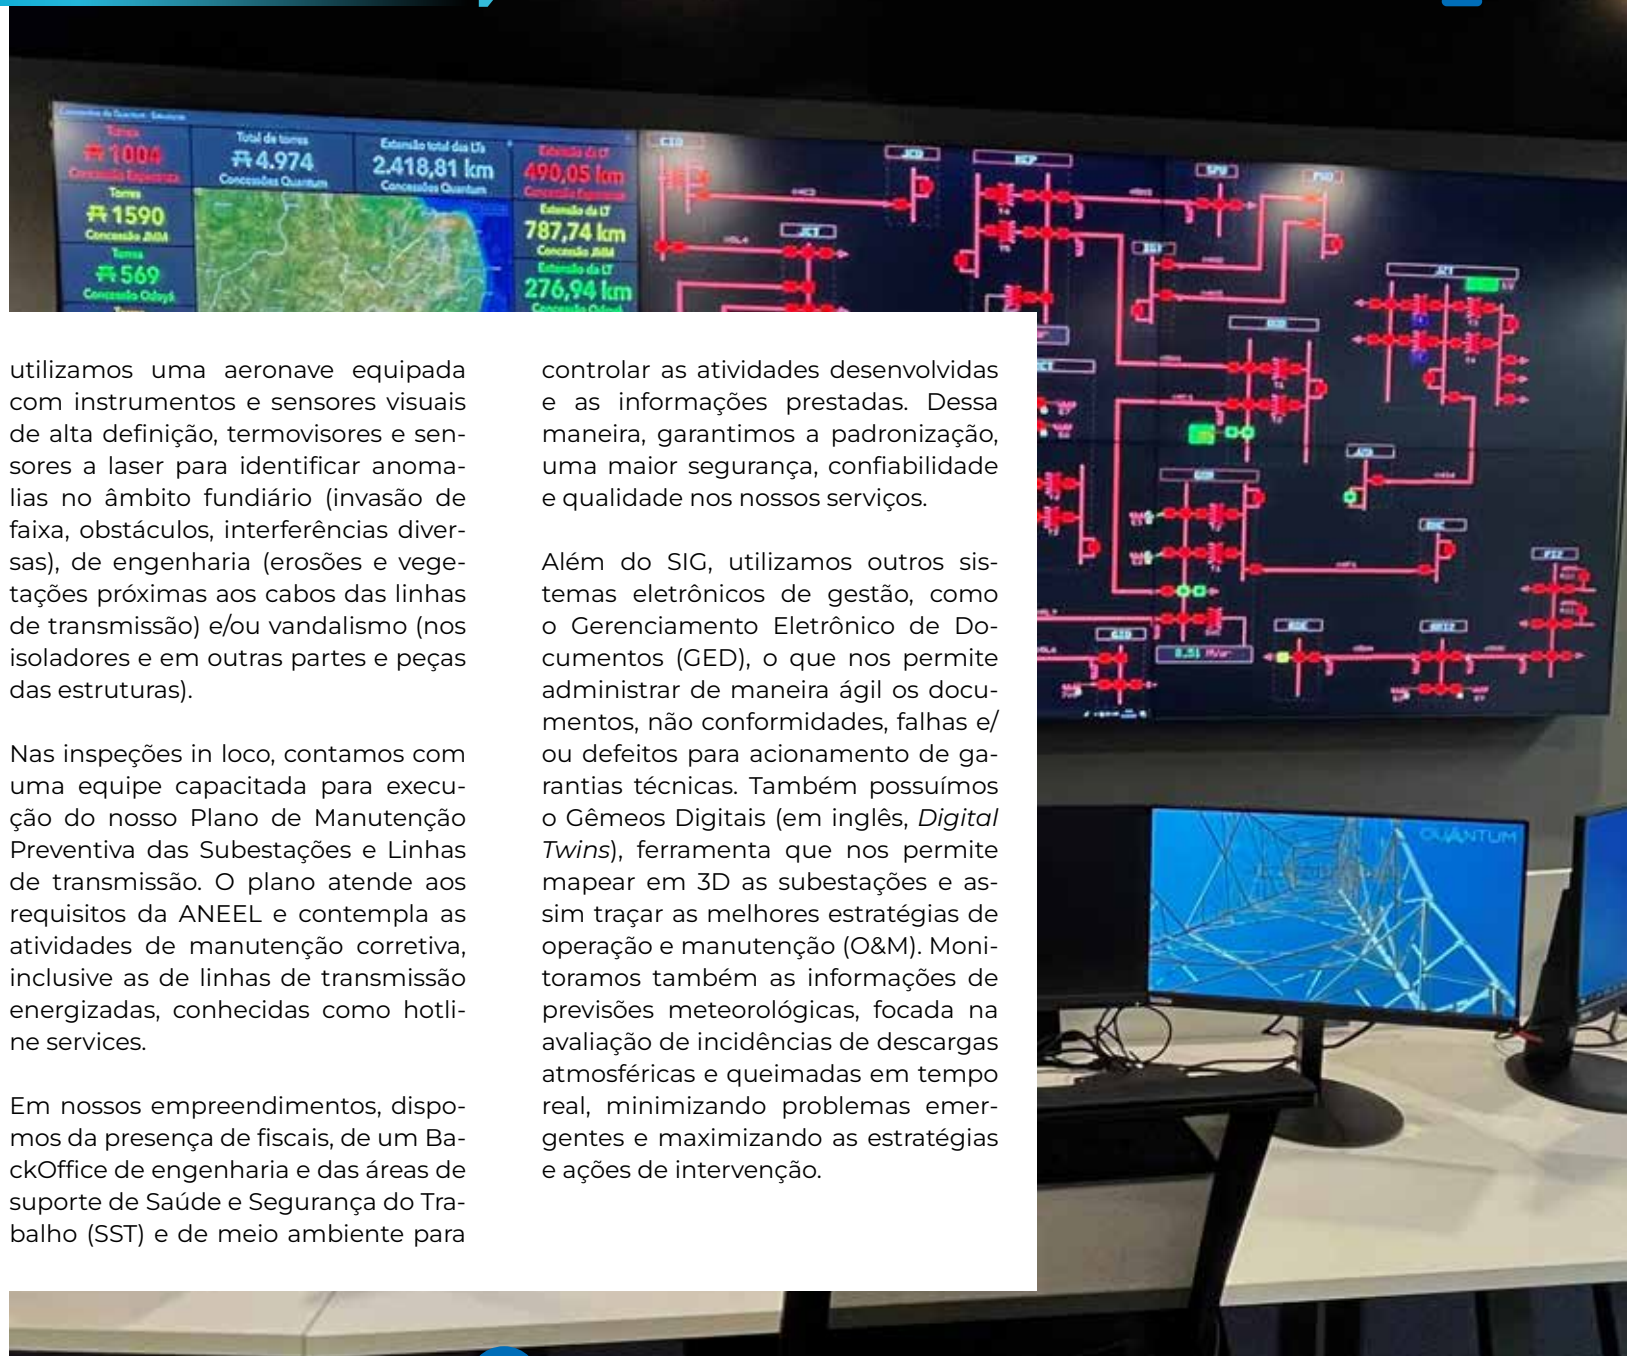 Torres
1004
Concessão Esperança
Total de torres
4.974
Concessões Quantum
Extensão total das LTs
2.418,81 km
Concessões Quantum
Extensão da LT
490,05 km
Concessão Esperança
Torres
1590
Concessão JMM
Extensão da LT
787,74 km
Concessão JMM
Torres
569
Concessão Odoyá
Extensão da LT
276,94 km
Concessão Odoyá
utilizamos uma aeronave equipada
com instrumentos e sensores visuais
de alta definição, termovisores e sen-
sores a laser para identificar anoma-
lias no âmbito fundiário (invasão de
faixa, obstáculos, interferências diver-
sas), de engenharia (erosões e vege-
tações próximas aos cabos das linhas
de transmissão) e/ou vandalismo (nos
isoladores e em outras partes e peças
das estruturas).
Nas inspeções in loco, contamos com
uma equipe capacitada para execu-
ção do nosso Plano de Manutenção
Preventiva das Subestações e Linhas
de transmissão. O plano atende aos
requisitos da ANEEL e contempla as
atividades de manutenção corretiva,
inclusive as de linhas de transmissão
energizadas, conhecidas como hotli-
ne services.
Em nossos empreendimentos, dispo-
mos da presença de fiscais, de um Ba-
ckOffice de engenharia e das áreas de
suporte de Saúde e Segurança do Tra-
balho (SST) e de meio ambiente para
controlar as atividades desenvolvidas
e as informações prestadas. Dessa
maneira, garantimos a padronização,
uma maior segurança, confiabilidade
e qualidade nos nossos serviços.
Além do SIG, utilizamos outros sis-
temas eletrônicos de gestão, como
o Gerenciamento Eletrônico de Do-
cumentos (GED), o que nos permite
administrar de maneira ágil os docu-
mentos, não conformidades, falhas e/
ou defeitos para acionamento de ga-
rantias técnicas. Também possuímos
o Gêmeos Digitais (em inglês, Digital
Twins), ferramenta que nos permite
mapear em 3D as subestações e as-
sim traçar as melhores estratégias de
operação e manutenção (O&M). Moni-
toramos também as informações de
previsões meteorológicas, focada na
avaliação de incidências de descargas
atmosféricas e queimadas em tempo
real, minimizando problemas emer-
gentes e maximizando as estratégias
e ações de intervenção.
QUANTUM